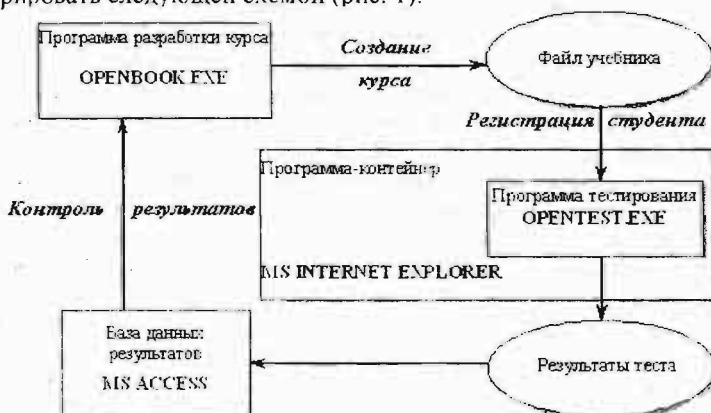 следующей схемой (рис. 1).
Программа разработки курса
OPENBOOK.EXE
Создание
курса
Файл учебника
Регистрация студента
Программа-контейнер
Программа тестирования
OPENTEST.EXE
MS INTERNET EXPLORER
Контроль результатов
База данных
результатов
MS ACCESS
Результаты теста